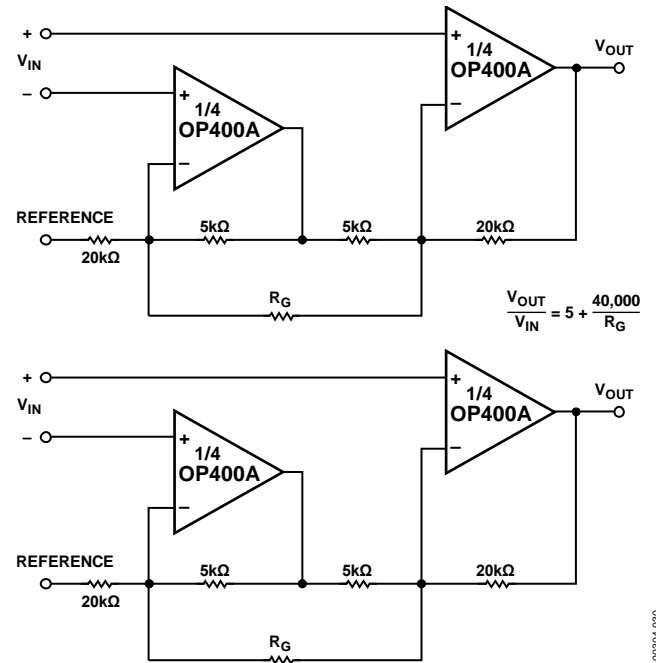 +
V_IN
–
+
1/4
OP400A
–
+
1/4
OP400A
–
V_OUT
REFERENCE
20kΩ
5kΩ
5kΩ
20kΩ
R_G
V_OUT / V_IN = 5 + 40,000 / R_G
+
V_IN
–
+
1/4
OP400A
–
+
1/4
OP400A
–
V_OUT
REFERENCE
20kΩ
5kΩ
5kΩ
20kΩ
R_G